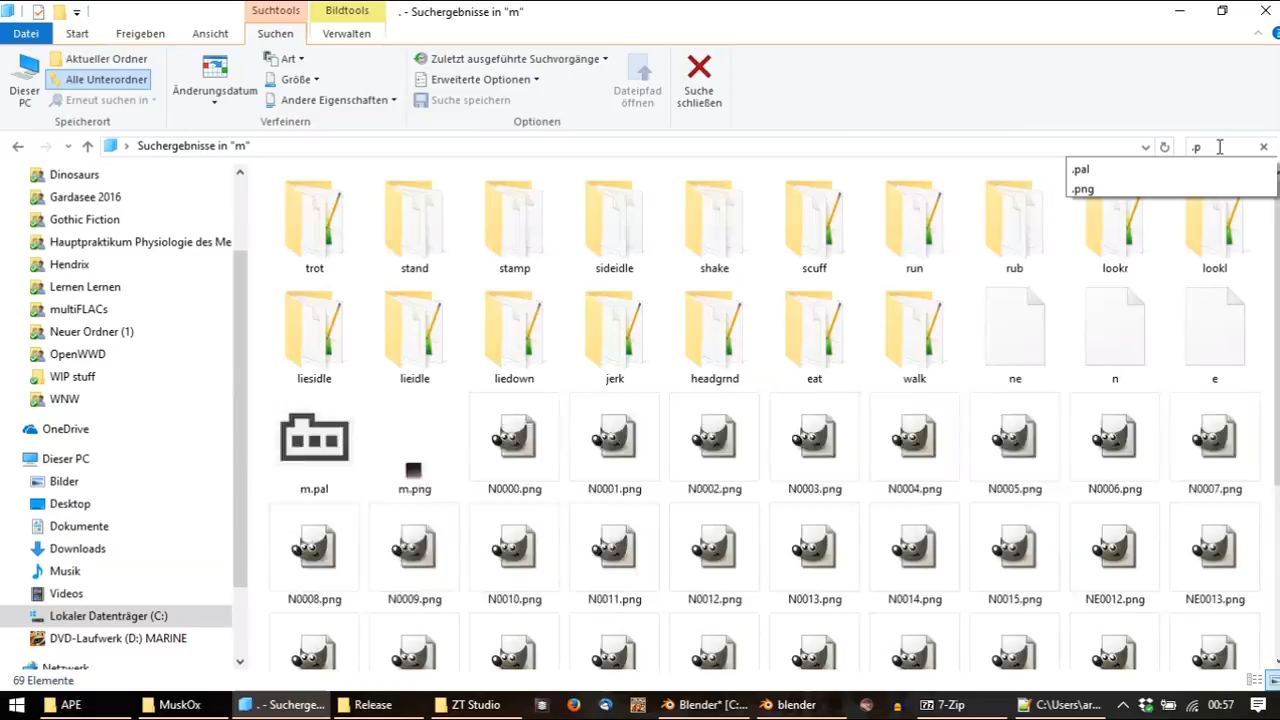 Suchtools
Bildtools
. - Suchergebnisse in "m"
Datei
Start
Freigeben
Ansicht
Suchen
Verwalten
Dieser PC
Aktueller Ordner
Alle Unterordner
Erneut suchen in
Speicherort
Änderungsdatum
Art
Größe
Andere Eigenschaften
Verfeinern
Zuletzt ausgeführte Suchvorgänge
Erweiterte Optionen
Suche speichern
Dateipfad öffnen
Optionen
Suche schließen
Suchergebnisse in "m"
.p
.pal
.png
Dinosaurs
Gardasee 2016
Gothic Fiction
Hauptpraktikum Physiologie des Me
Hendrix
Lernen Lernen
multiFLACs
Neuer Ordner (1)
OpenWWD
WIP stuff
WNW
OneDrive
Dieser PC
Bilder
Desktop
Dokumente
Downloads
Musik
Videos
Lokaler Datenträger (C:)
DVD-Laufwerk (D:) MARINE
Netzwerk
trot stand stamp sideidle shake scuff run rub lookr lookl
liesidle lieidle liedown jerk headgrnd eat walk ne n e
m.pal m.png N0000.png N0001.png N0002.png N0003.png N0004.png N0005.png N0006.png N0007.png
N0008.png N0009.png N0010.png N0011.png N0012.png N0013.png N0014.png N0015.png NE0012.png NE0013.png
69 Elemente
APE
MuskOx
. - Sucherge...
Release
ZT Studio
Blender* [C:...
blender
7-Zip
C:\Users\ar...
00:57